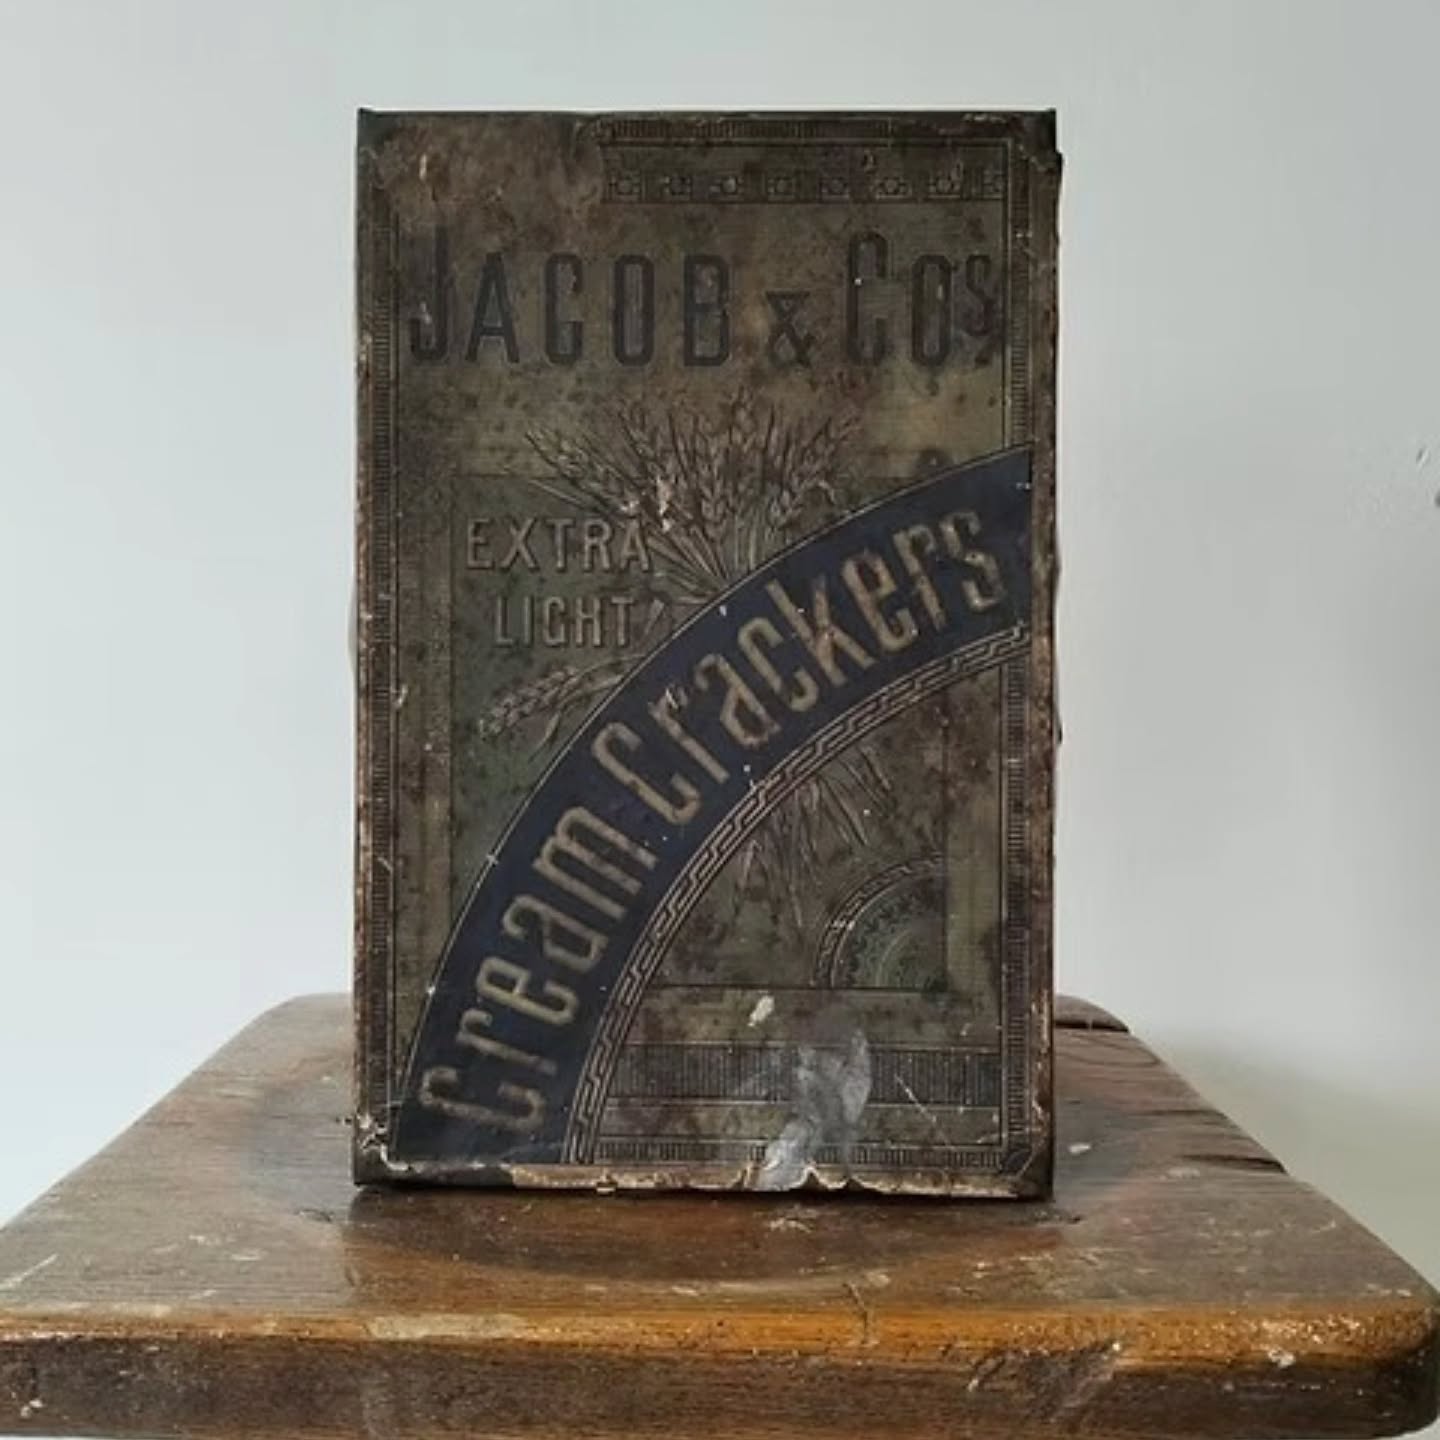 JACOB & COS
EXTRA
LIGHT
Cream Crackers